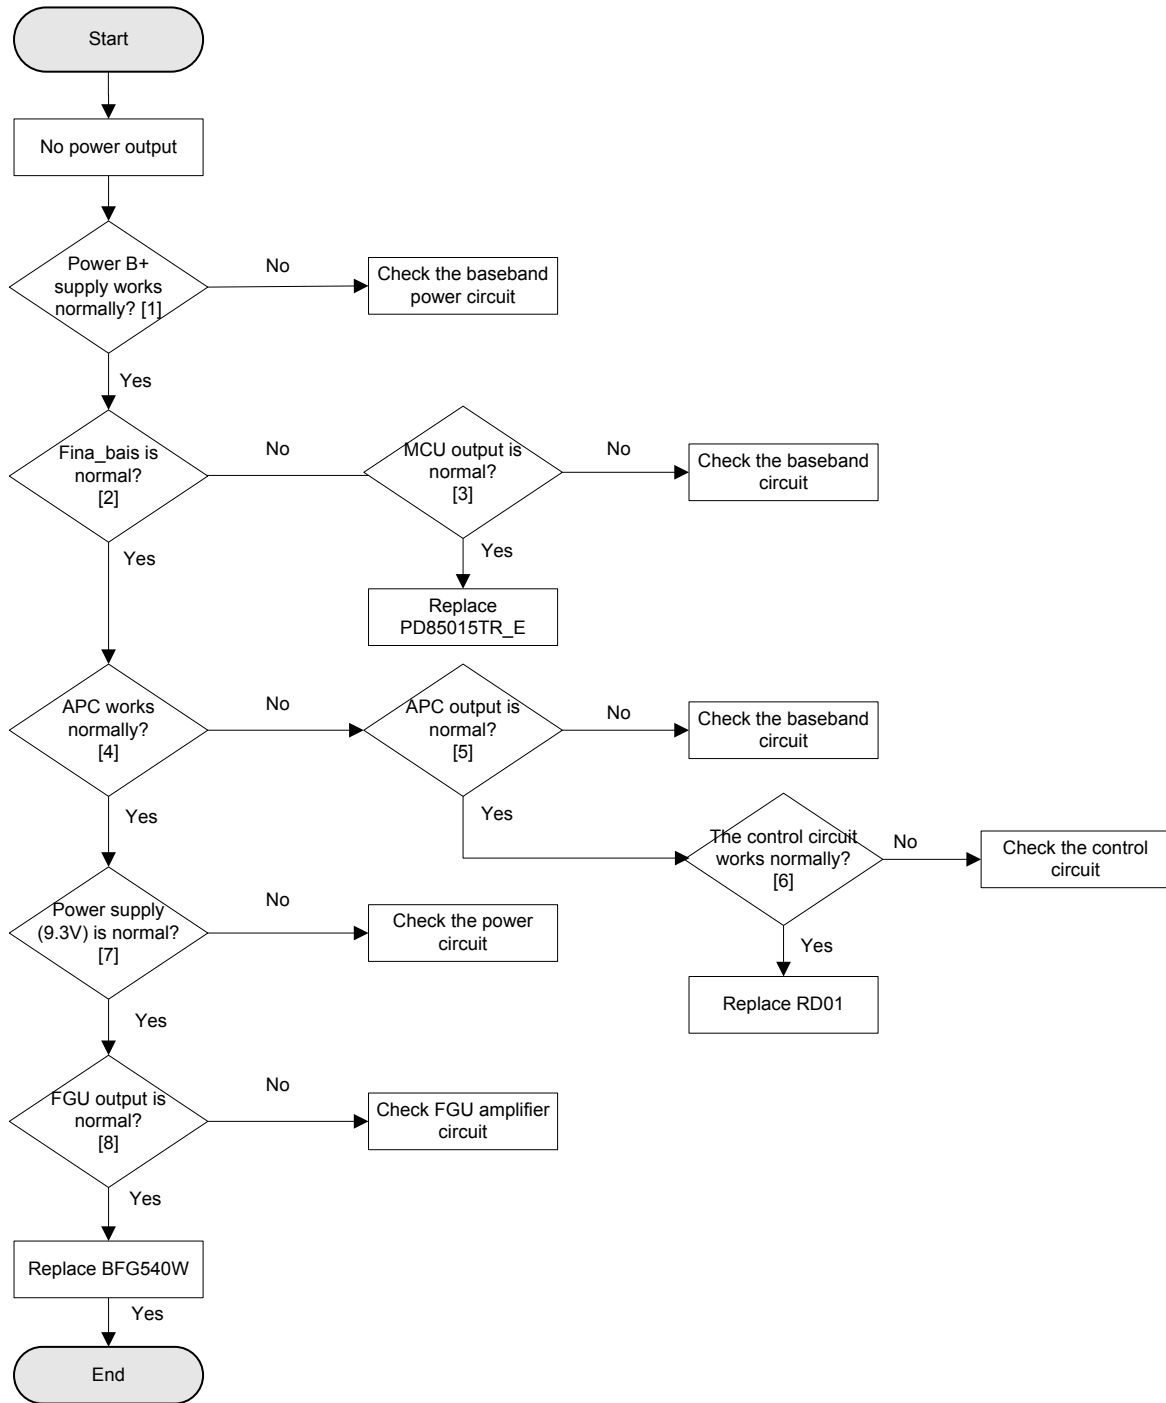 Start
No power output
Power B+
supply works
normally? [1]
No
Check the baseband
power circuit
Yes
Fina_bais is
normal?
[2]
No
MCU output is
normal?
[3]
No
Check the baseband
circuit
Yes
Yes
Replace
PD85015TR_E
APC works
normally?
[4]
No
APC output is
normal?
[5]
No
Check the baseband
circuit
Yes
Yes
The control circuit
works normally?
[6]
No
Check the control
circuit
Power supply
(9.3V) is normal?
[7]
No
Check the power
circuit
Yes
Replace RD01
Yes
FGU output is
normal?
[8]
No
Check FGU amplifier
circuit
Yes
Replace BFG540W
Yes
End